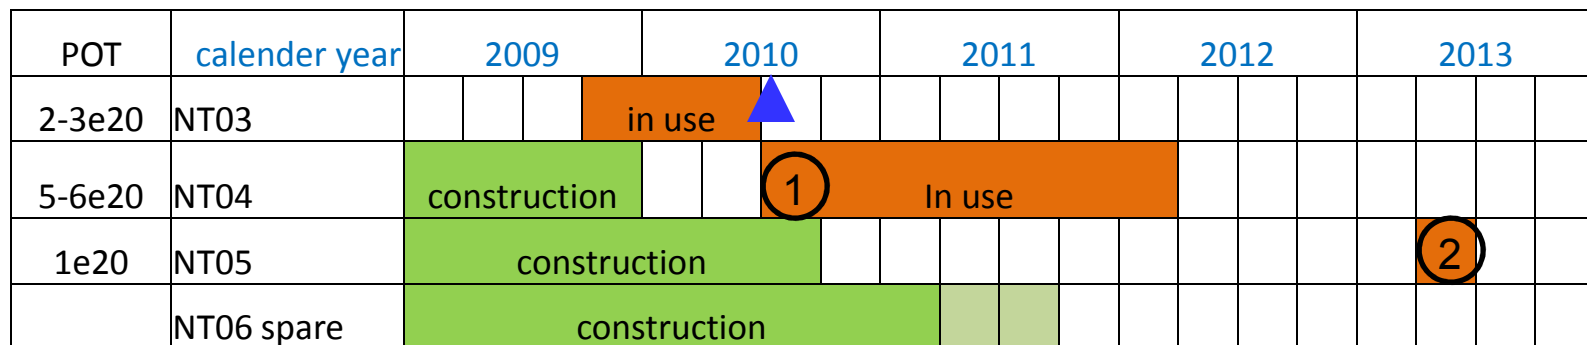 POT calender year 2009 2010 2011 2012 2013
2-3e20 NT03 in use
5-6e20 NT04 construction 1 In use
1e20 NT05 construction 2
NT06 spare construction